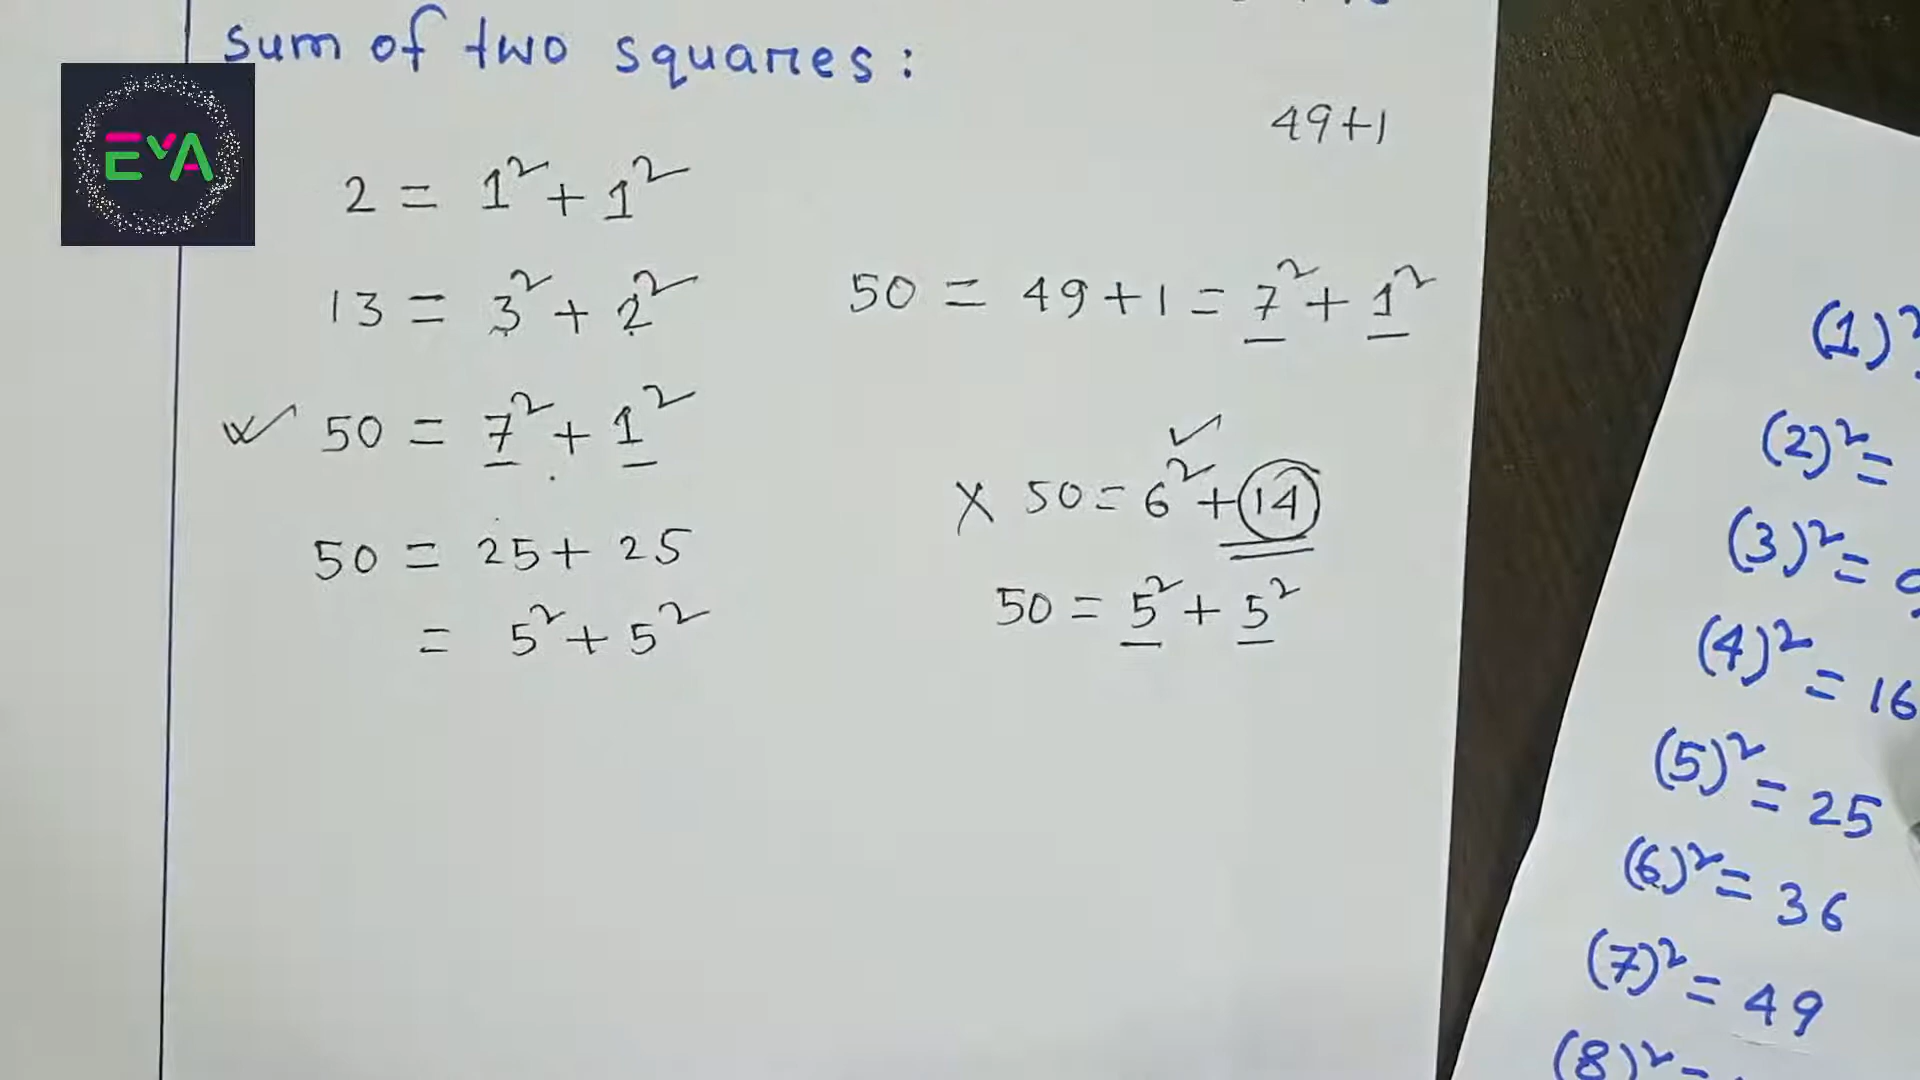 sum of two squares:
EYA
49+1
2 = 1² + 1²
13 = 3² + 2²
50 = 49+1 = 7² + 1²
50 = 7² + 1²
✓
X 50 = 6² + 14
50 = 25 + 25
50 = 5² + 5²
= 5² + 5²
(1)²
(2)² =
(3)² = 9
(4)² = 16
(5)² = 25
(6)² = 36
(7)² = 49
(8)² =